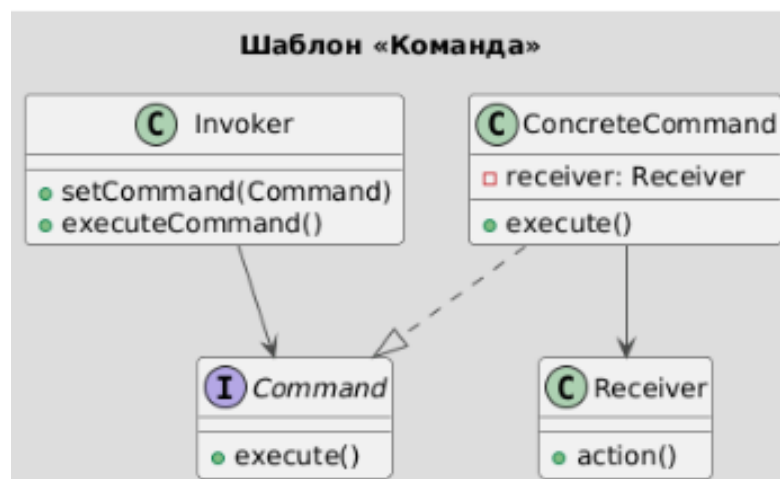 Шаблон «Команда»
C Invoker
setCommand(Command)
executeCommand()
C ConcreteCommand
receiver: Receiver
execute()
I Command
execute()
C Receiver
action()